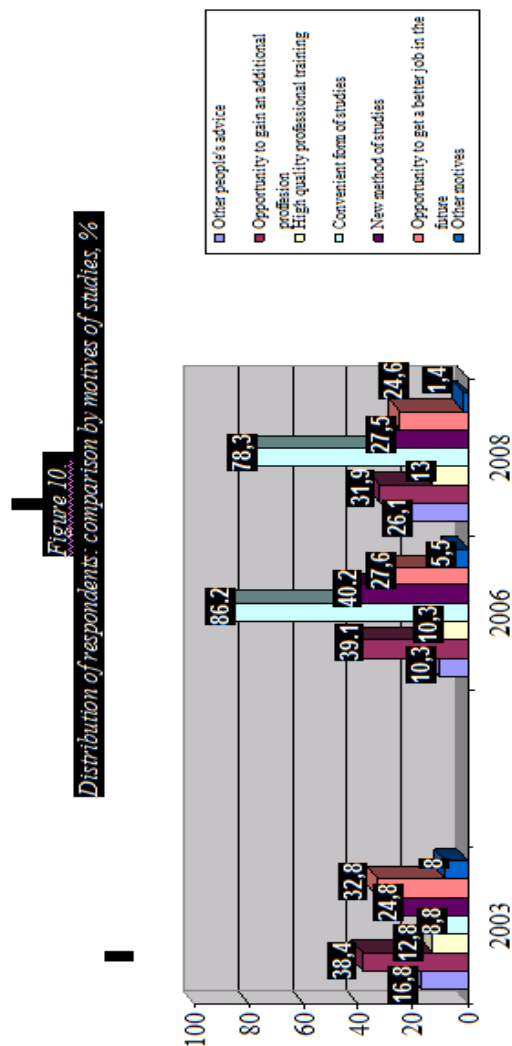 Figure 10.
Distribution of respondents: comparison by motives of studies, %
100
80
60
40
20
0
16,8
38,4
12,8
8,8
24,8
32,8
8
10,3
39.1
10,3
86.2
40,2
27,6
5,5
26,1
31,9
13
78,3
27,5
24,6
1,4
2003
2006
2008
Other people's advice
Opportunity to gain an additional
profession
High quality professional training
Convenient form of studies
New method of studies
Opportunity to get a better job in the
future
Other motives